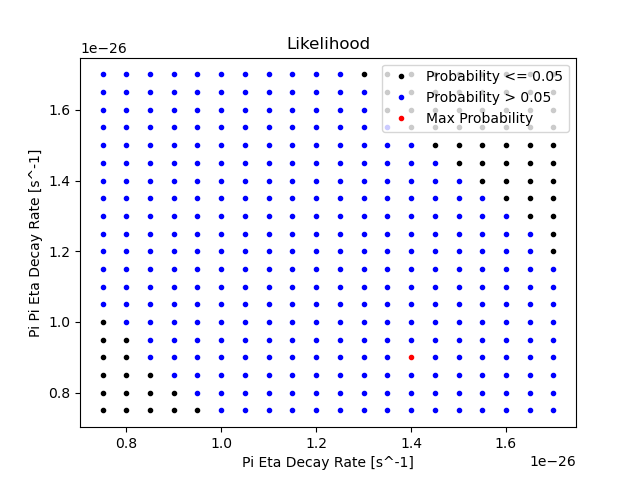 Likelihood
1e−26
Probability <= 0.05
Probability > 0.05
Max Probability
Pi Pi Eta Decay Rate [s^-1]
1.6
1.4
1.2
1.0
0.8
0.8 1.0 1.2 1.4 1.6
Pi Eta Decay Rate [s^-1]
1e−26